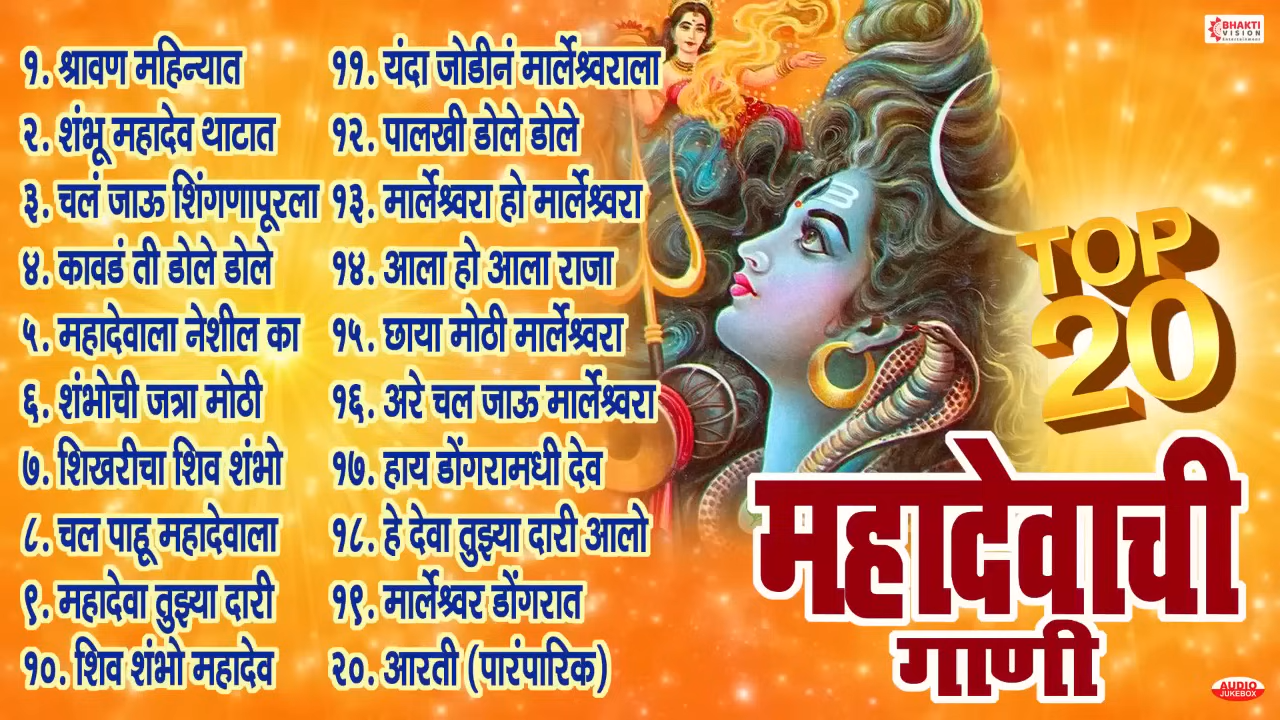 १. श्रावण महिन्यात
२. शंभू महादेव थाटात
३. चलं जाऊ शिंगणापूरला
४. कावडं ती डोले डोले
५. महादेवाला नेशील का
६. शंभोची जत्रा मोठी
७. शिखरीचा शिव शंभो
८. चल पाहू महादेवाला
९. महादेवा तुझ्या दारी
१०. शिव शंभो महादेव
११. यंदा जोडीनं मार्लेश्वराला
१२. पालखी डोले डोले
१३. मार्लेश्वरा हो मार्लेश्वरा
१४. आला हो आला राजा
१५. छाया मोठी मार्लेश्वरा
१६. अरे चल जाऊ मार्लेश्वरा
१७. हाय डोंगरामधी देव
१८. हे देवा तुझ्या दारी आलो
१९. मार्लेश्वर डोंगरात
२०. आरती (पारंपारिक)
BHAKTI
VISION
Entertainment
TOP
20
महादेवाची
गाणी
AUDIO
JUKEBOX